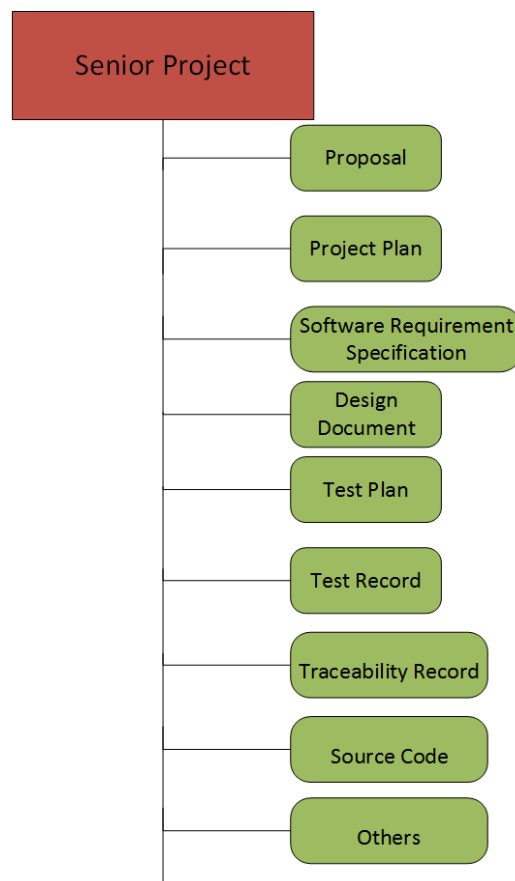 Senior Project
Proposal
Project Plan
Software Requirement
Specification
Design
Document
Test Plan
Test Record
Traceability Record
Source Code
Others